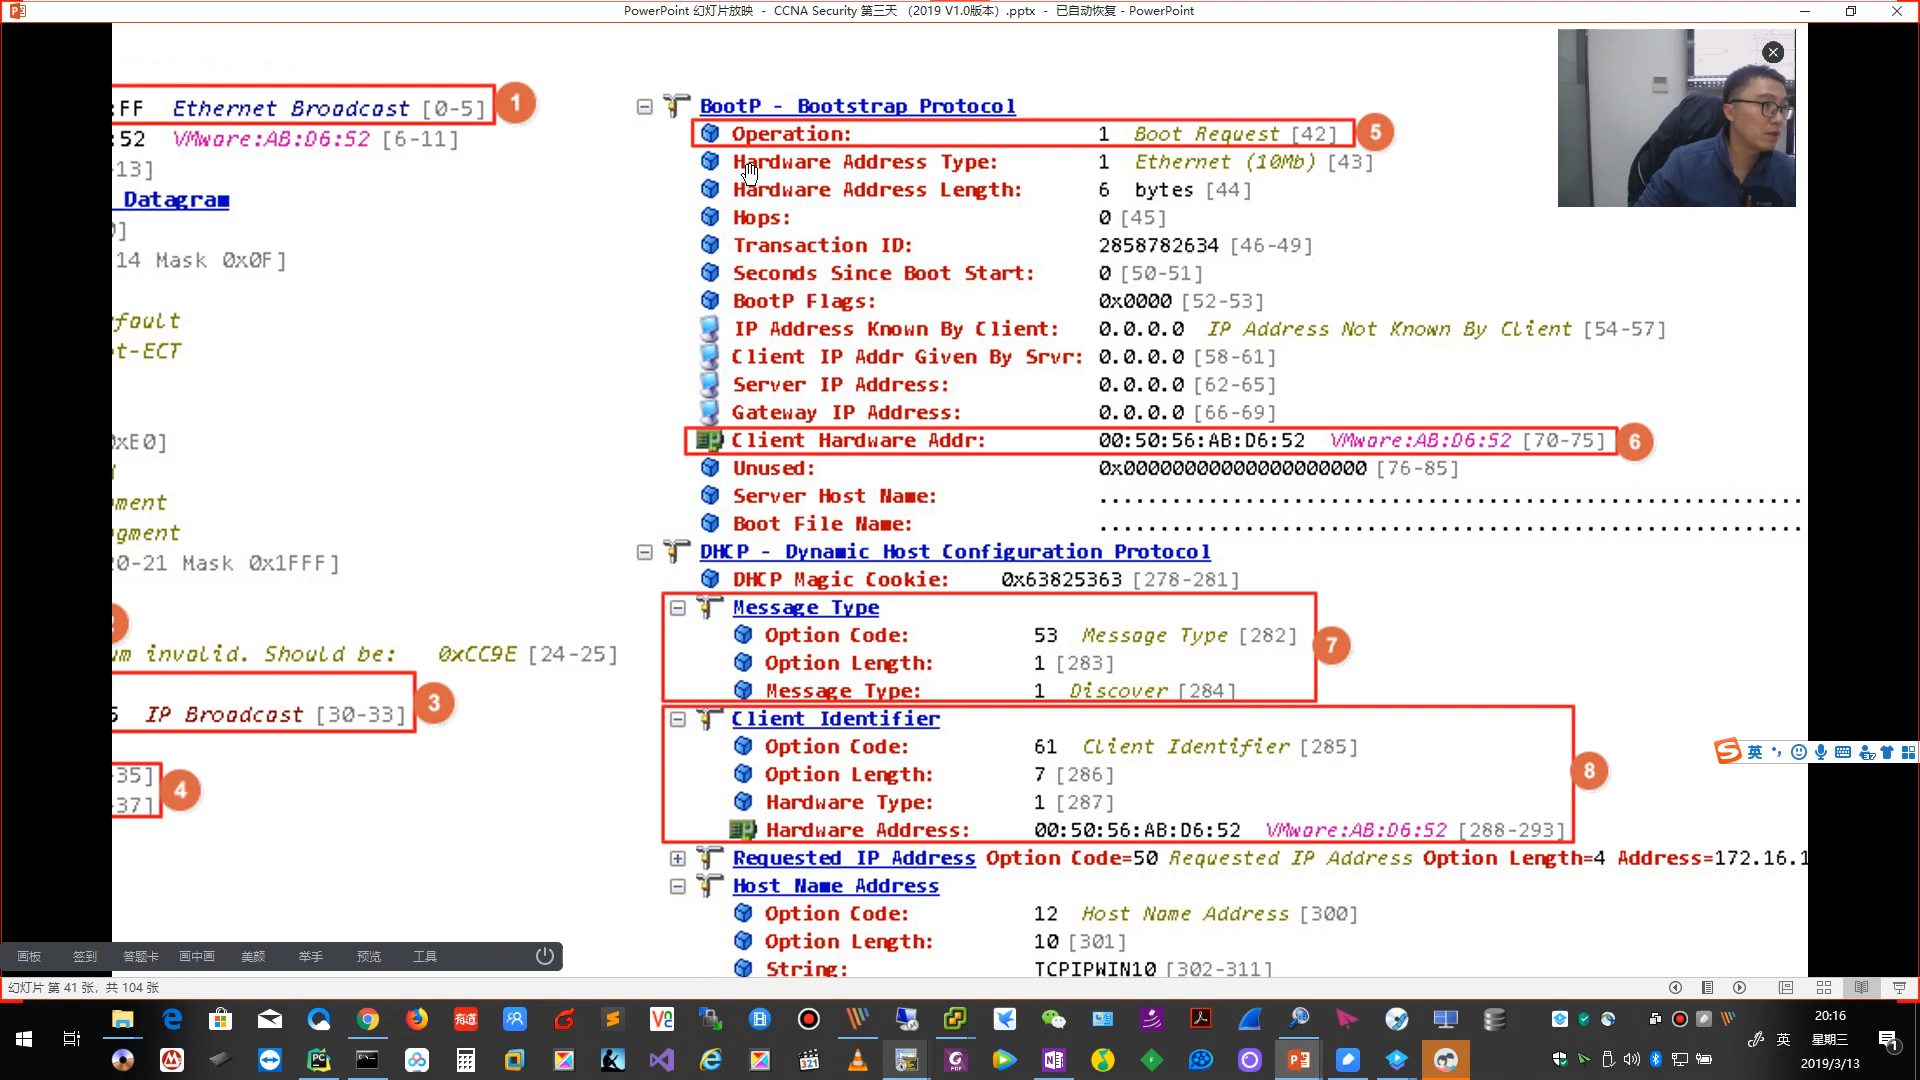 PowerPoint 幻灯片放映 - CCNA Security 第三天 （2019 V1.0版本）.pptx - 已自动恢复 - PowerPoint
:FF Ethernet Broadcast [0-5] 1
:52 VMware:AB:D6:52 [6-11]
-13]
Datagram
14 Mask 0x0F]
fault
t-ECT
0xE0]
ment
gment
20-21 Mask 0x1FFF]
um invalid. Should be: 0xCC9E [24-25]
IP Broadcast [30-33] 3
-35]
-37] 4
BootP - Bootstrap Protocol
Operation: 1 Boot Request [42] 5
Hardware Address Type: 1 Ethernet (10Mb) [43]
Hardware Address Length: 6 bytes [44]
Hops: 0 [45]
Transaction ID: 2858782634 [46-49]
Seconds Since Boot Start: 0 [50-51]
BootP Flags: 0x0000 [52-53]
IP Address Known By Client: 0.0.0.0 IP Address Not Known By Client [54-57]
Client IP Addr Given By Srvr: 0.0.0.0 [58-61]
Server IP Address: 0.0.0.0 [62-65]
Gateway IP Address: 0.0.0.0 [66-69]
Client Hardware Addr: 00:50:56:AB:D6:52 VMware:AB:D6:52 [70-75] 6
Unused: 0x00000000000000000000 [76-85]
Server Host Name: ..........................................................
Boot File Name: ..........................................................
DHCP - Dynamic Host Configuration Protocol
DHCP Magic Cookie: 0x63825363 [278-281]
Message Type
Option Code: 53 Message Type [282]
Option Length: 1 [283] 7
Message Type: 1 Discover [284]
Client Identifier
Option Code: 61 Client Identifier [285]
Option Length: 7 [286] 8
Hardware Type: 1 [287]
Hardware Address: 00:50:56:AB:D6:52 VMware:AB:D6:52 [288-293]
Requested IP Address Option Code=50 Requested IP Address Option Length=4 Address=172.16.1
Host Name Address
Option Code: 12 Host Name Address [300]
Option Length: 10 [301]
String: TCPIPWIN10 [302-311]
英
画板 签到 答题卡 画中画 美颜 举手 预览 工具
幻灯片 第 41 张，共 104 张
有道
20:16
英 星期三
2019/3/13
321
1